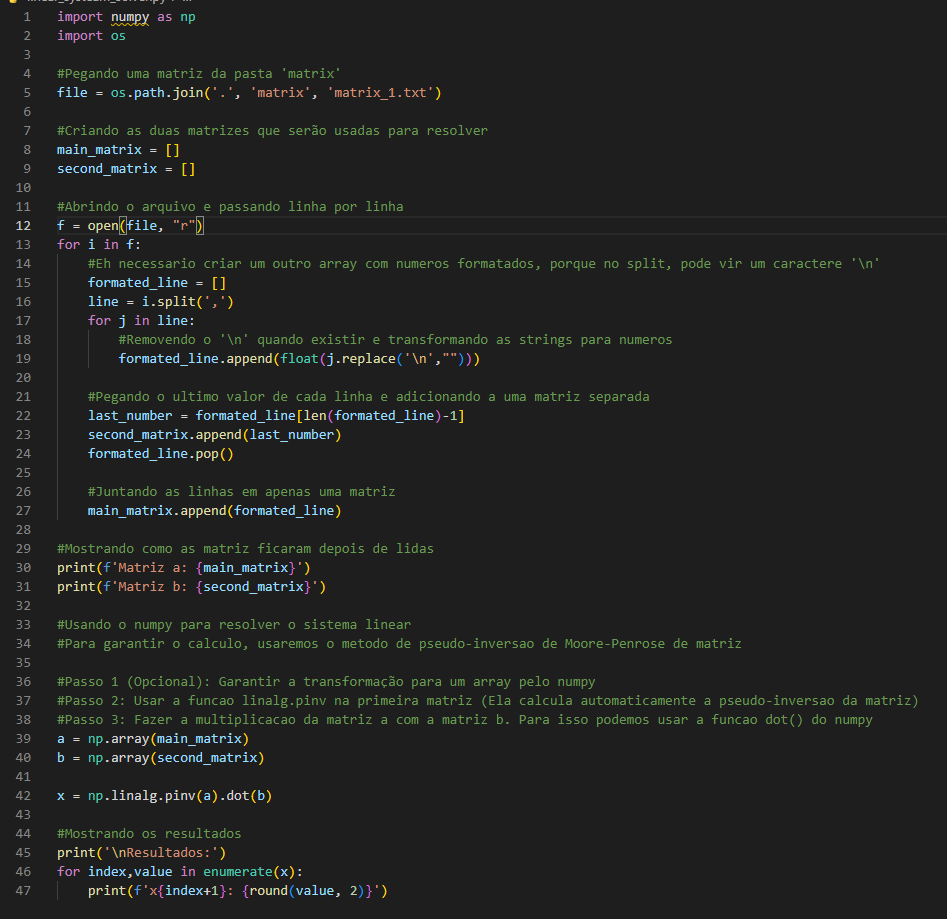 1 import numpy as np
2 import os
3
4 #Pegando uma matriz da pasta 'matrix'
5 file = os.path.join('.', 'matrix', 'matrix_1.txt')
6
7 #Criando as duas matrizes que serão usadas para resolver
8 main_matrix = []
9 second_matrix = []
10
11 #Abrindo o arquivo e passando linha por linha
12 f = open(file, "r")
13 for i in f:
14     #Eh necessario criar um outro array com numeros formatados, porque no split, pode vir um caractere '\n'
15     formated_line = []
16     line = i.split(',')
17     for j in line:
18         #Removendo o '\n' quando existir e transformando as strings para numeros
19         formated_line.append(float(j.replace('\n',"")))
20
21     #Pegando o ultimo valor de cada linha e adicionando a uma matriz separada
22     last_number = formated_line[len(formated_line)-1]
23     second_matrix.append(last_number)
24     formated_line.pop()
25
26     #Juntando as linhas em apenas uma matriz
27     main_matrix.append(formated_line)
28
29 #Mostrando como as matriz ficaram depois de lidas
30 print(f'Matriz a: {main_matrix}')
31 print(f'Matriz b: {second_matrix}')
32
33 #Usando o numpy para resolver o sistema linear
34 #Para garantir o calculo, usaremos o metodo de pseudo-inversao de Moore-Penrose de matriz
35
36 #Passo 1 (Opcional): Garantir a transformação para um array pelo numpy
37 #Passo 2: Usar a funcao linalg.pinv na primeira matriz (Ela calcula automaticamente a pseudo-inversao da matriz)
38 #Passo 3: Fazer a multiplicacao da matriz a com a matriz b. Para isso podemos usar a funcao dot() do numpy
39 a = np.array(main_matrix)
40 b = np.array(second_matrix)
41
42 x = np.linalg.pinv(a).dot(b)
43
44 #Mostrando os resultados
45 print('\nResultados:')
46 for index,value in enumerate(x):
47     print(f'x{index+1}: {round(value, 2)}')